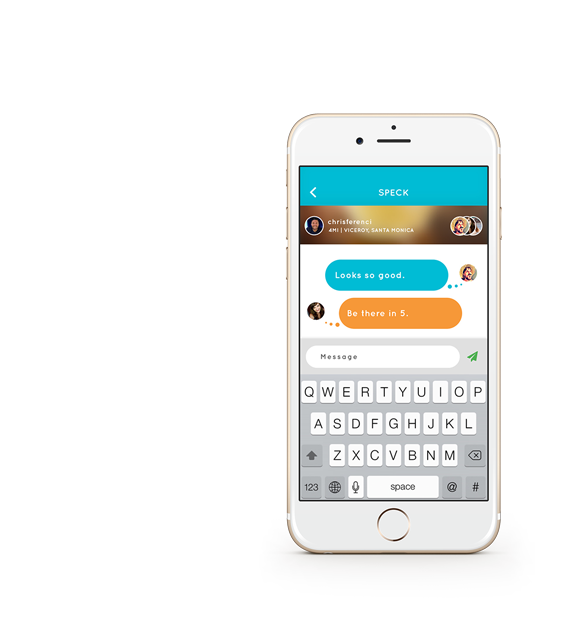 SPECK
chrisferenci
4MI | VICEROY, SANTA MONICA
Looks so good.
Be there in 5.
Message
Q W E R T Y U I O P
A S D F G H J K L
Z X C V B N M
123 space @ #